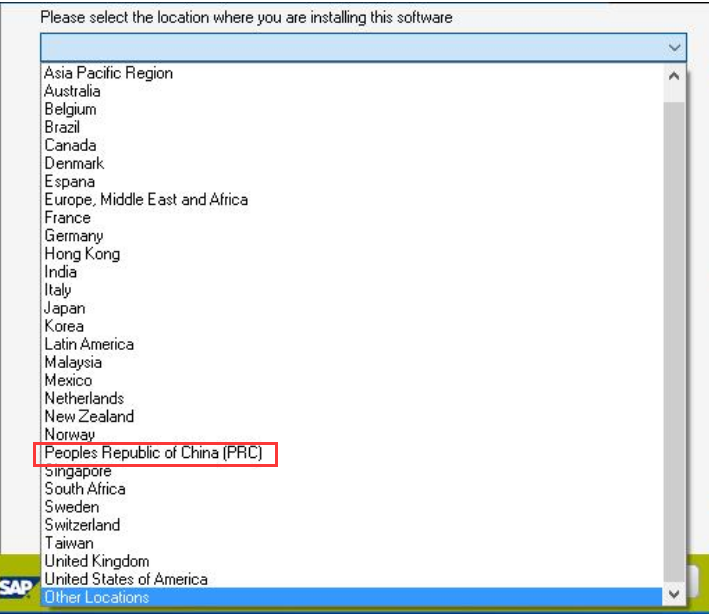 Please select the location where you are installing this software
Asia Pacific Region
Australia
Belgium
Brazil
Canada
Denmark
Espana
Europe, Middle East and Africa
France
Germany
Hong Kong
India
Italy
Japan
Korea
Latin America
Malaysia
Mexico
Netherlands
New Zealand
Norway
Peoples Republic of China (PRC)
Singapore
South Africa
Sweden
Switzerland
Taiwan
United Kingdom
United States of America
Other Locations
SAP